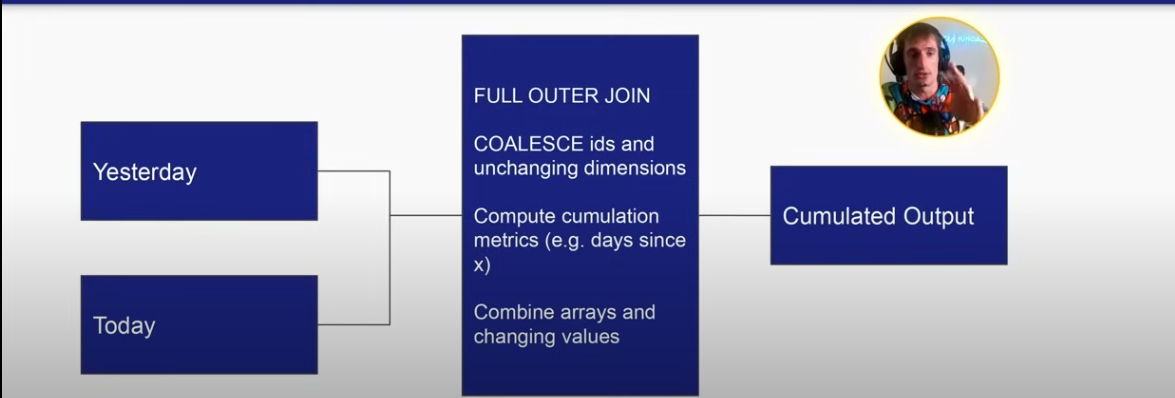 Yesterday
Today
FULL OUTER JOIN
COALESCE ids and
unchanging dimensions
Compute cumulation
metrics (e.g. days since
x)
Combine arrays and
changing values
Cumulated Output